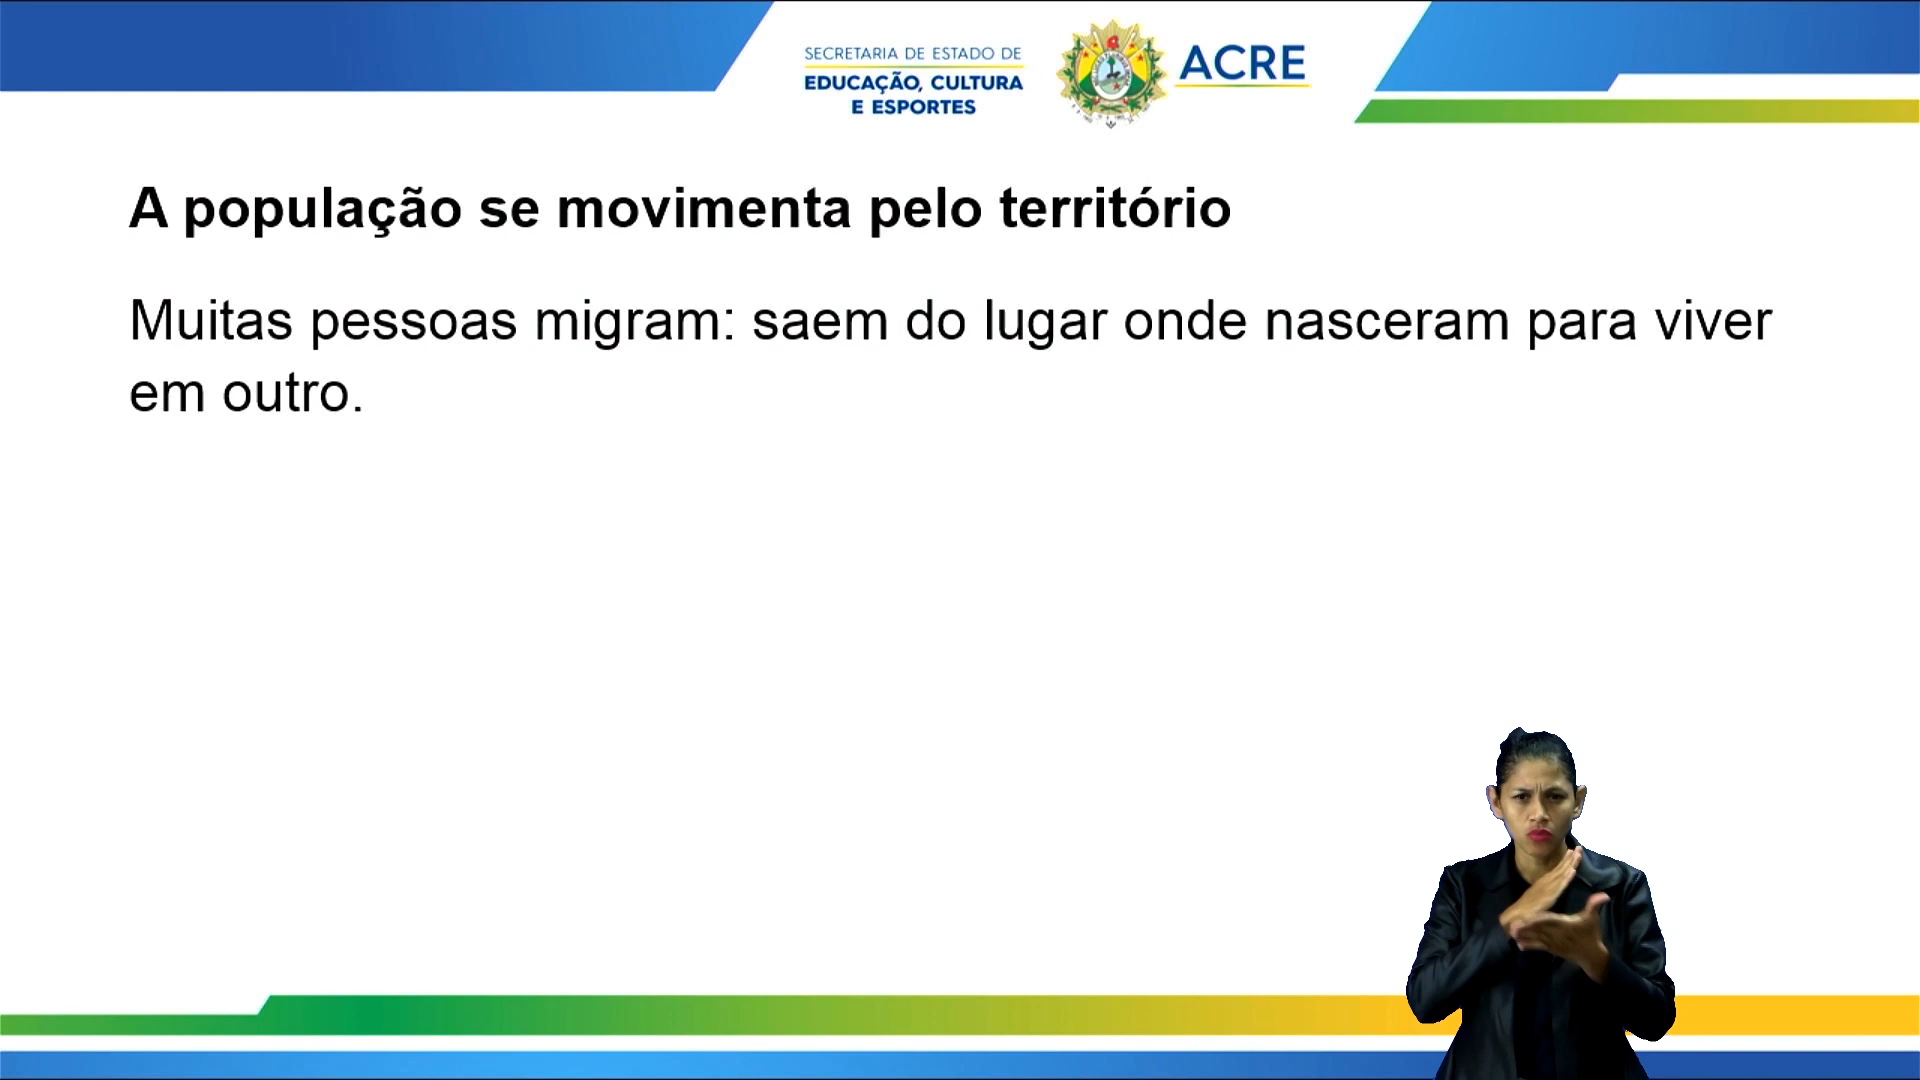 SECRETARIA DE ESTADO DE
EDUCAÇÃO, CULTURA
E ESPORTES
ACRE
A população se movimenta pelo território
Muitas pessoas migram: saem do lugar onde nasceram para viver
em outro.